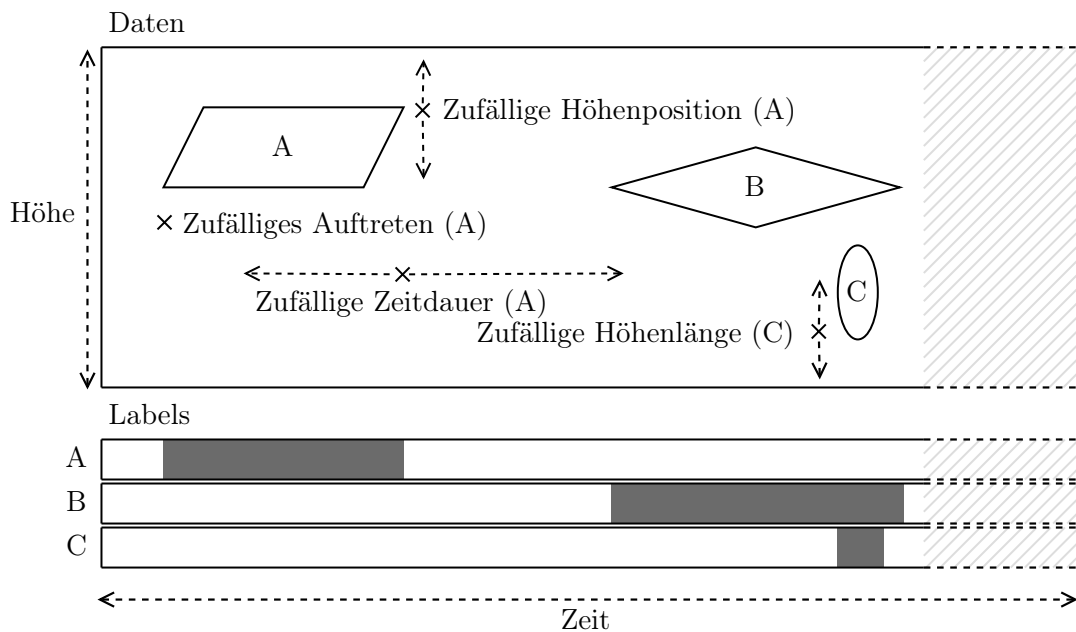 Daten
Zufällige Höhenposition (A)
A
B
Höhe
Zufälliges Auftreten (A)
Zufällige Zeitdauer (A)
C
Zufällige Höhenlänge (C)
Labels
A
B
C
Zeit